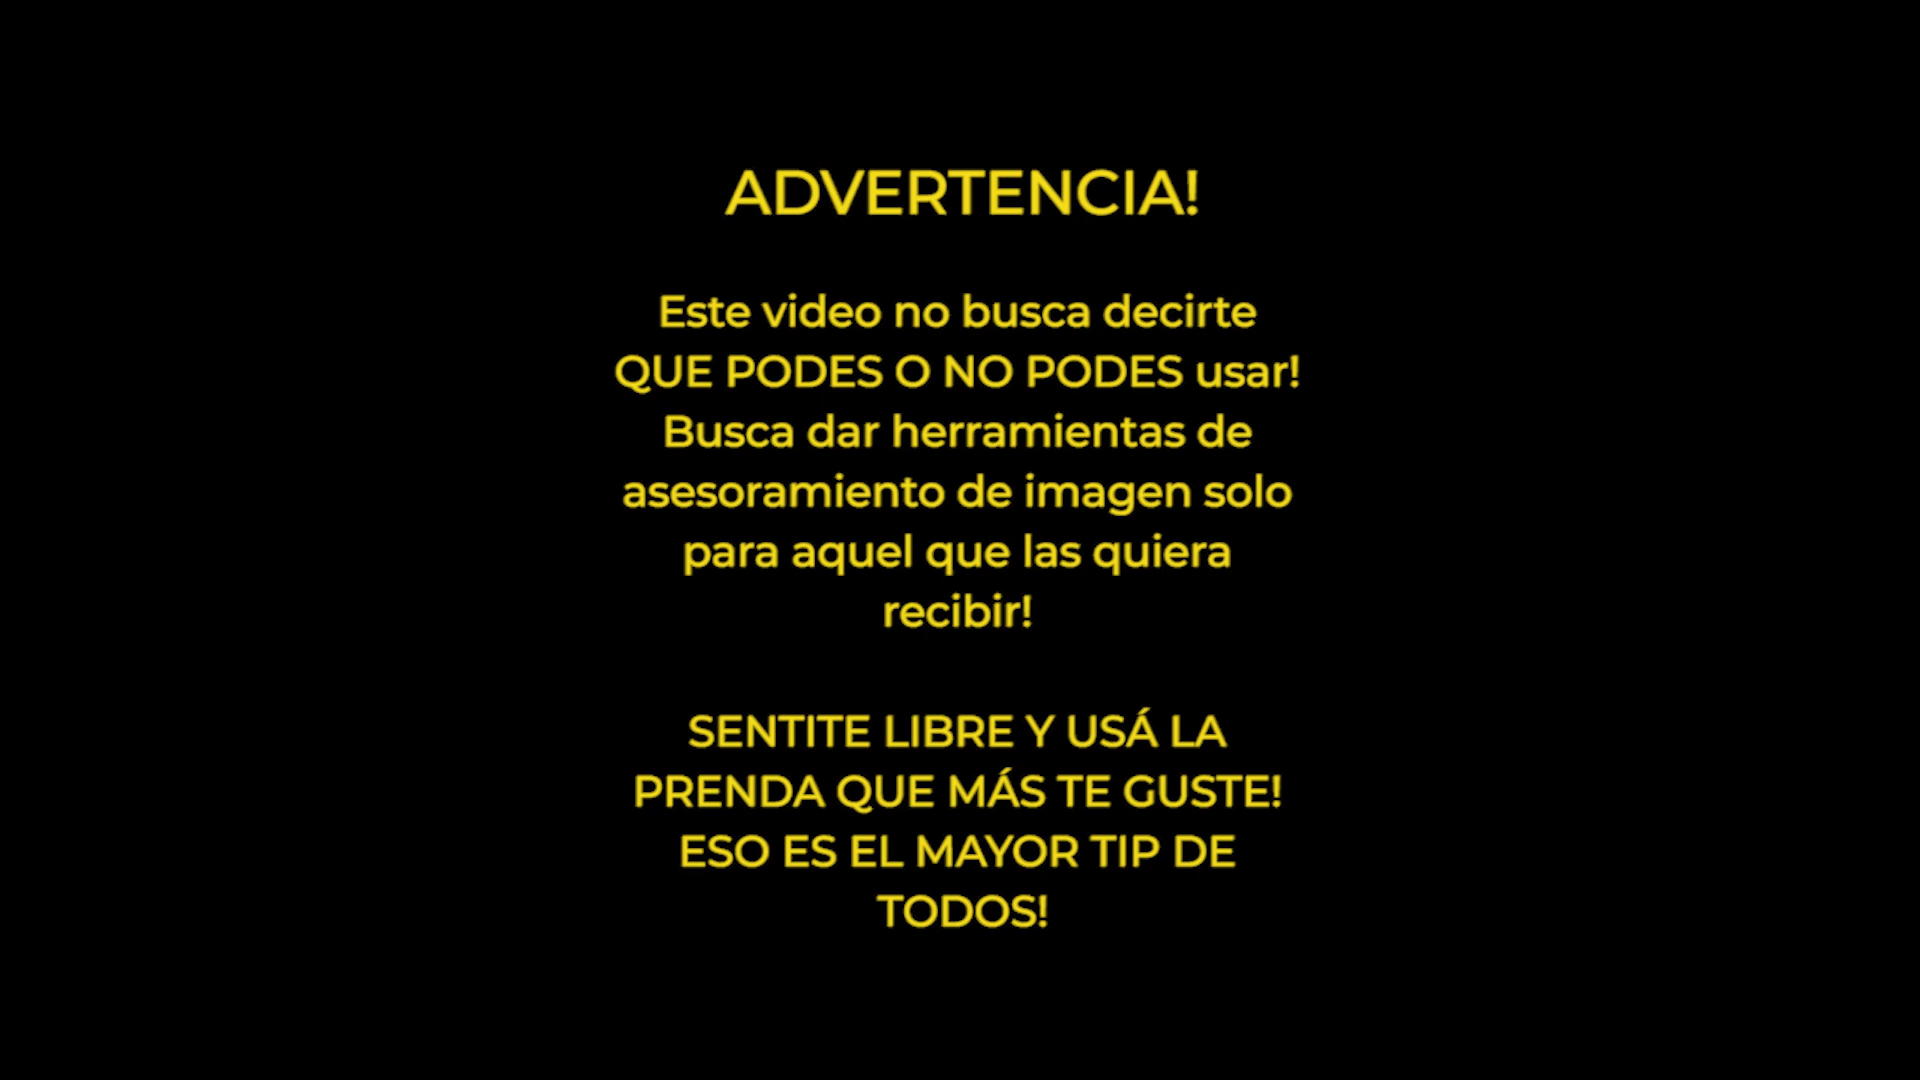 ADVERTENCIA!
Este video no busca decirte
QUE PODES O NO PODES usar!
Busca dar herramientas de
asesoramiento de imagen solo
para aquel que las quiera
recibir!
SENTITE LIBRE Y USÁ LA
PRENDA QUE MÁS TE GUSTE!
ESO ES EL MAYOR TIP DE
TODOS!